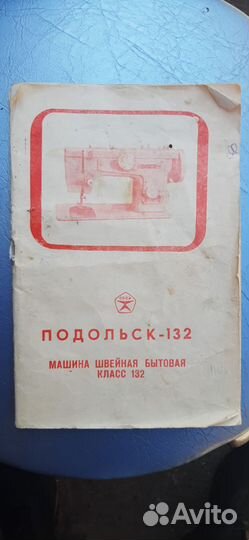 ПОДОЛЬСК-132
МАШИНА ШВЕЙНАЯ БЫТОВАЯ
КЛАСС 132
Avito